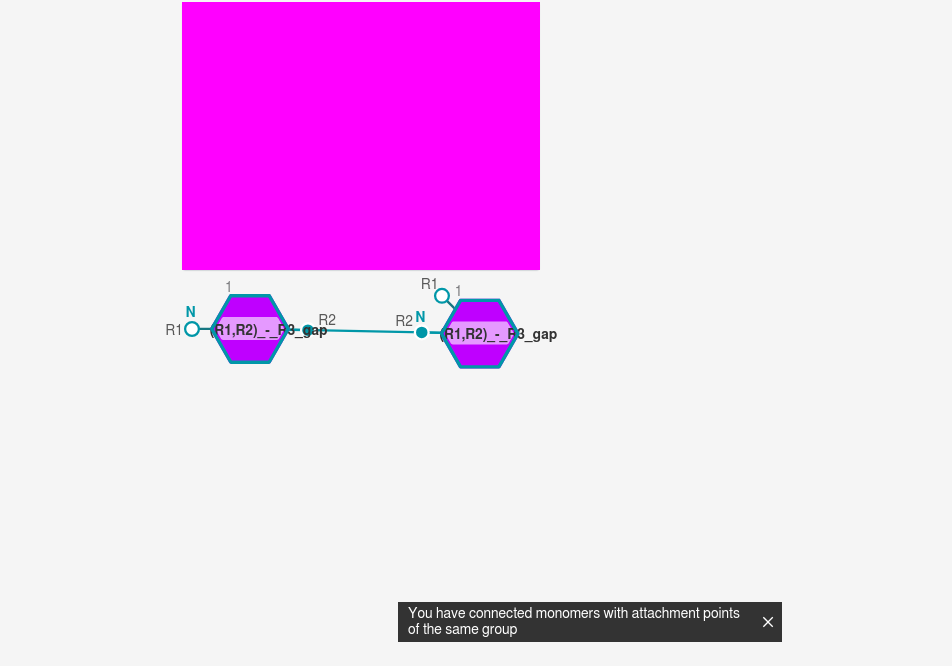 R1
1
1
N
R1
R2
R2
N
(R1,R2)_-_R3_gap
(R1,R2)_-_R3_gap
You have connected monomers with attachment points
of the same group